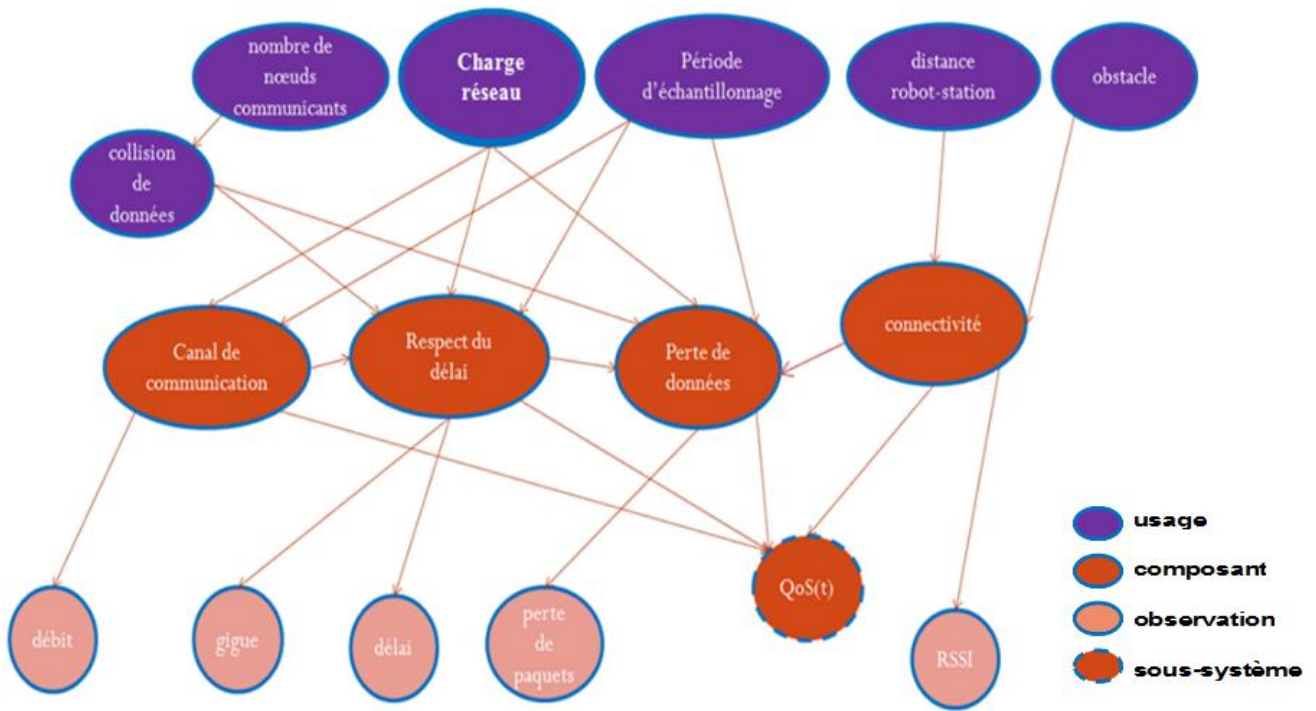 nombre de
nœuds
communicants
Charge
réseau
Période
d'échantillonnage
distance
robot-station
obstacle
collision
de
données
Canal de
communication
Respect du
délai
Perte de
données
connectivité
débit
gigue
délai
perte
de
paquets
QoS(t)
RSSI
usage
composant
observation
sous-système